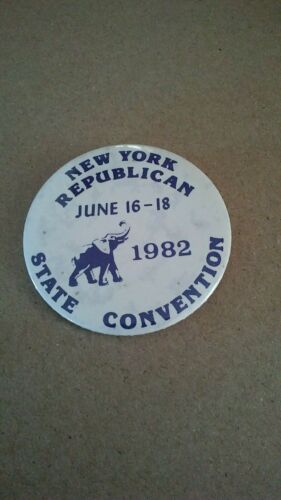 NEW YORK
REPUBLICAN
JUNE 16-18
1982
STATE CONVENTION